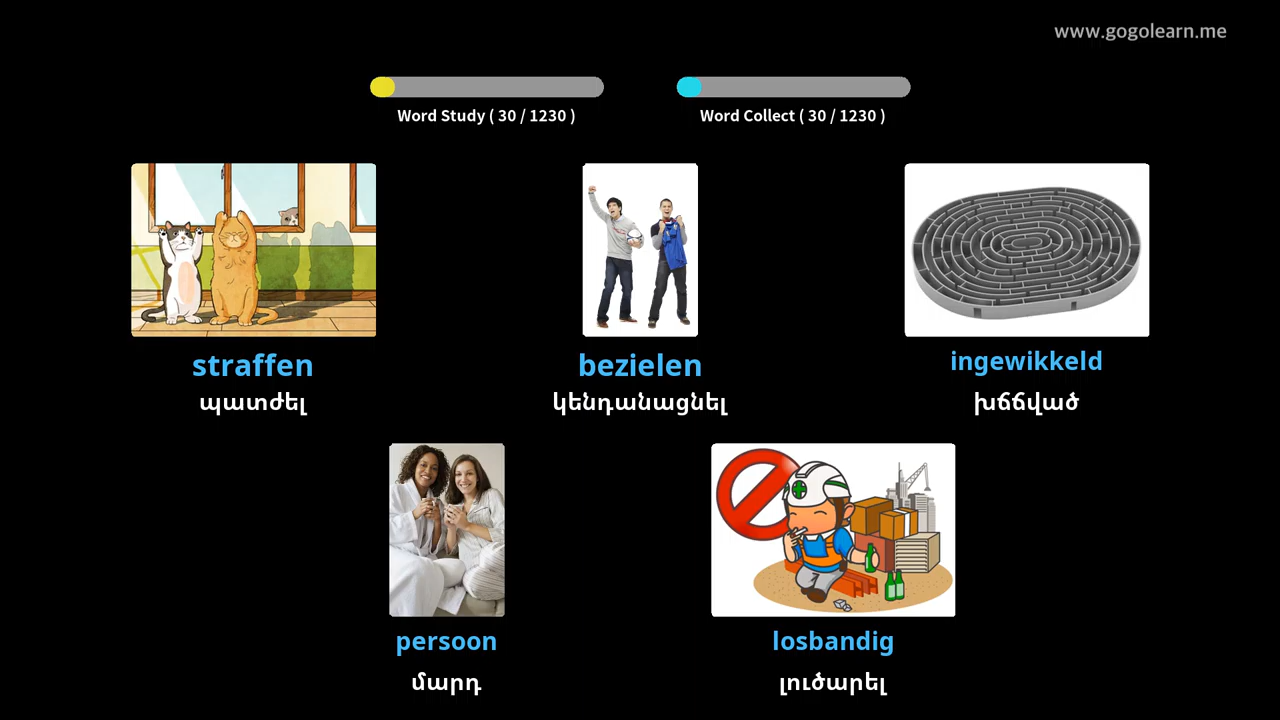 www.gogolearn.me
Word Study ( 30 / 1230 )
Word Collect ( 30 / 1230 )
straffen
պատժել
bezielen
կենդանացնել
ingewikkeld
խճճված
persoon
մարդ
losbandig
լուծարել